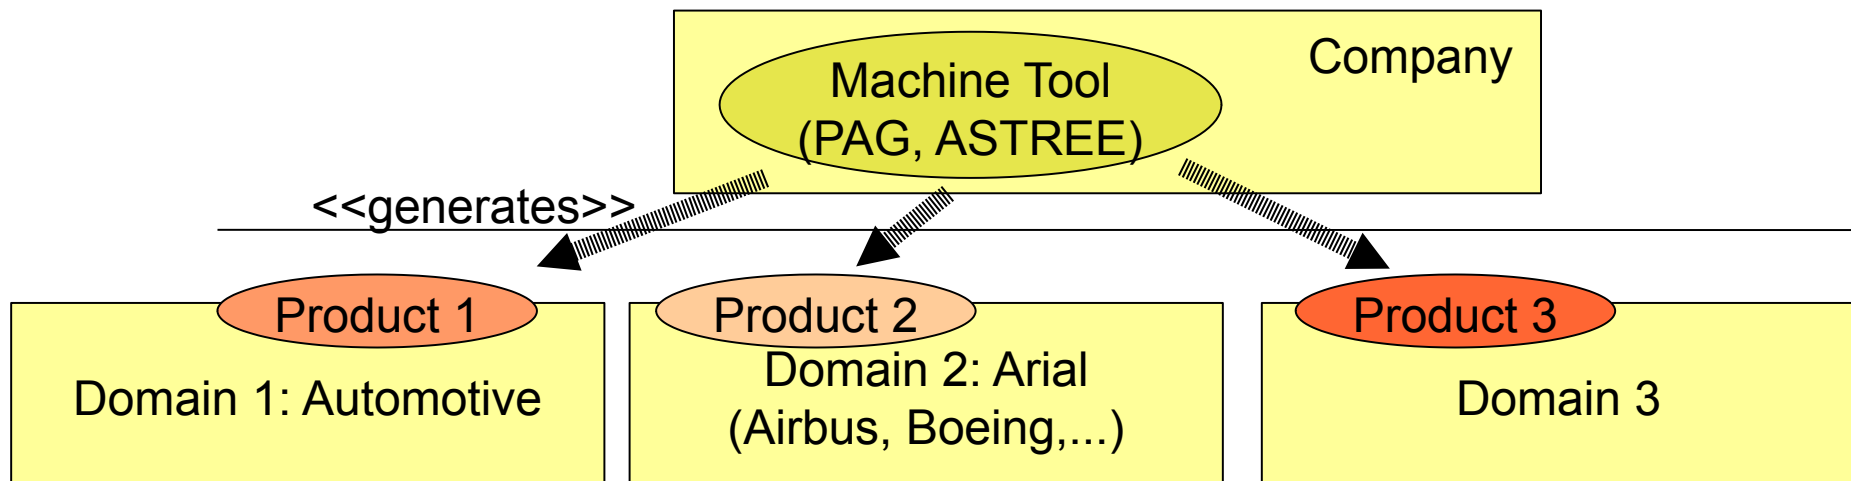 Company
Machine Tool
(PAG, ASTREE)
<<generates>>
Product 1
Product 2
Product 3
Domain 1: Automotive
Domain 2: Arial
(Airbus, Boeing,...)
Domain 3